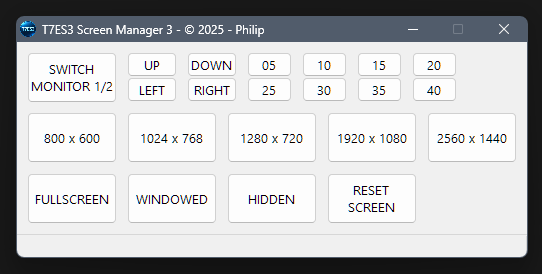 T7ES3 T7ES3 Screen Manager 3 - © 2025 - Philip
SWITCH
MONITOR 1/2
UP DOWN 05 10 15 20
LEFT RIGHT 25 30 35 40
800 x 600 1024 x 768 1280 x 720 1920 x 1080 2560 x 1440
FULLSCREEN WINDOWED HIDDEN RESET
SCREEN